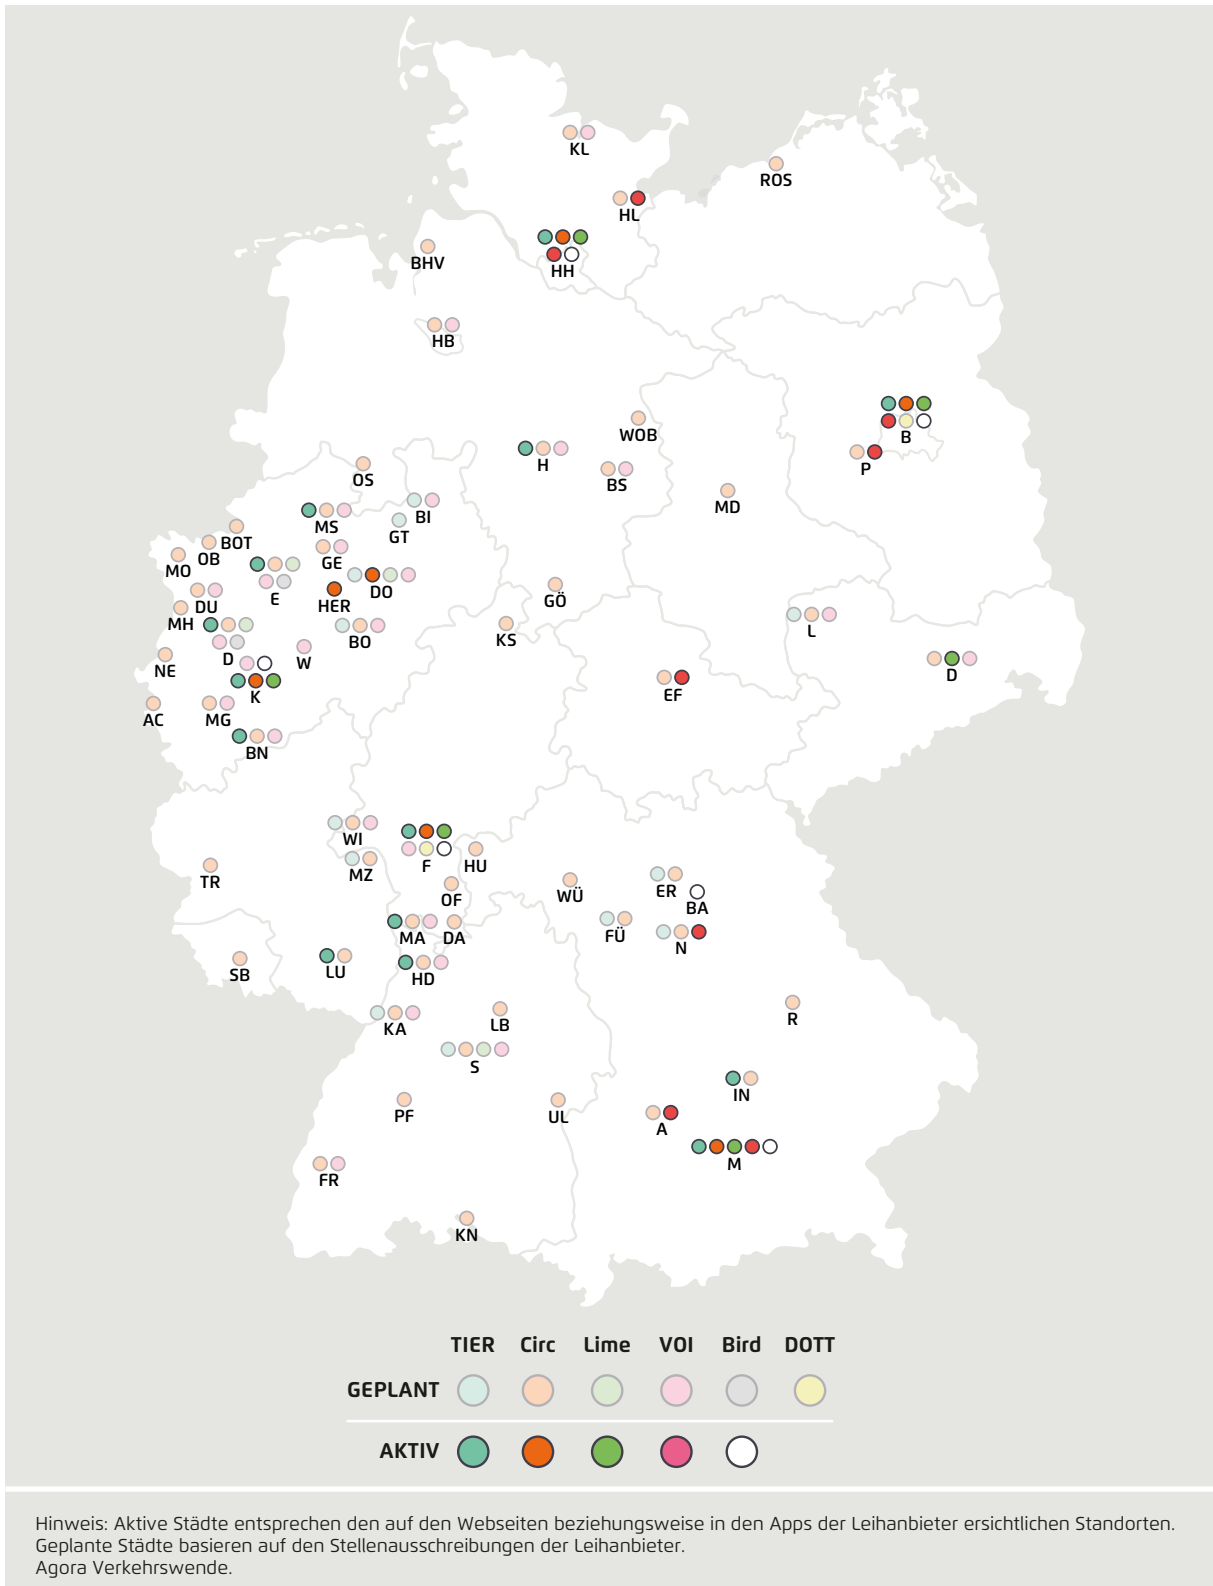 KL
ROS
HL
HH
BHV
HB
B
WOB
P
H
BS
OS
MD
BI
MS
GT
BOT
OB
GE
MO
E
DO
HER
GÖ
DU
MH
BO
L
KS
D
W
NE
D
EF
K
AC
MG
BN
WI
F
HU
MZ
TR
OF
WÜ
ER
BA
FÜ
MA
DA
N
SB
LU
HD
R
LB
KA
S
IN
PF
UL
A
M
FR
KN
TIER Circ Lime VOI Bird DOTT
GEPLANT
AKTIV
Hinweis: Aktive Städte entsprechen den auf den Webseiten beziehungsweise in den Apps der Leihanbieter ersichtlichen Standorten.
Geplante Städte basieren auf den Stellenausschreibungen der Leihanbieter.
Agora Verkehrswende.